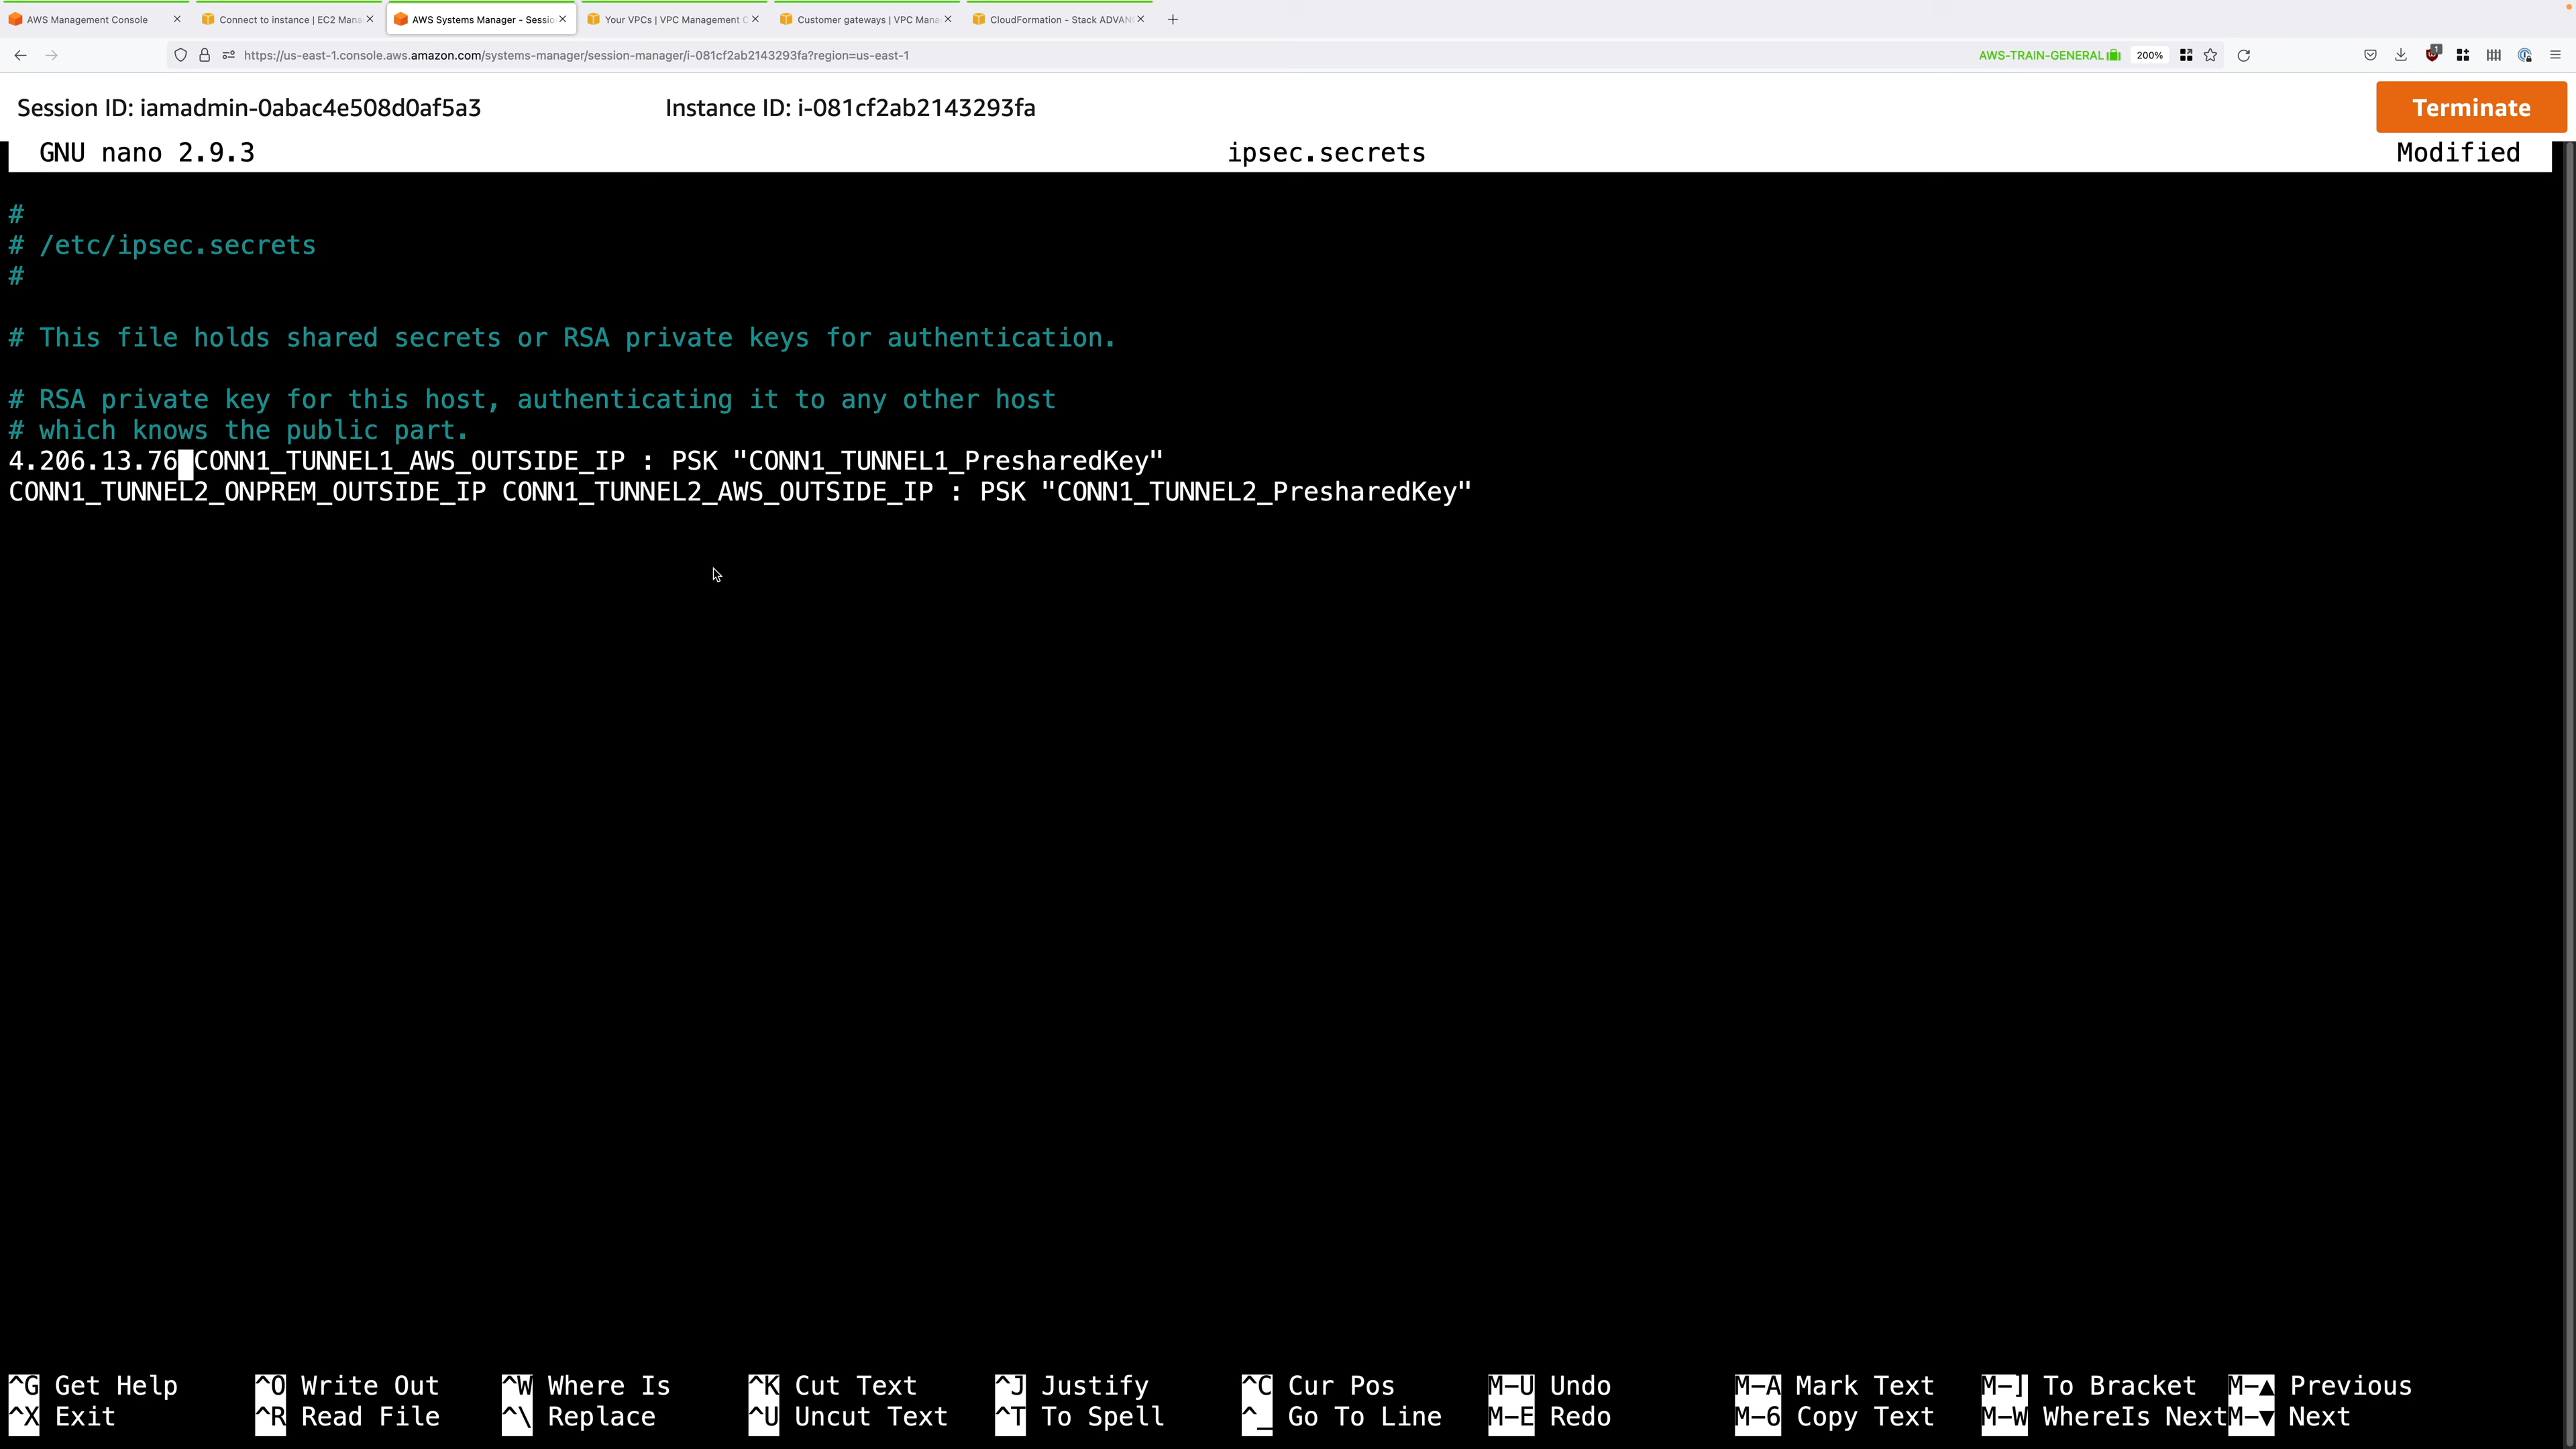 AWS Management Console
Connect to instance | EC2 Mana
AWS Systems Manager - Sessio
Your VPCs | VPC Management C
Customer gateways | VPC Mana
CloudFormation - Stack ADVAN
https://us-east-1.console.aws.amazon.com/systems-manager/session-manager/i-081cf2ab2143293fa?region=us-east-1
AWS-TRAIN-GENERAL
200%
1
Session ID: iamadmin-0abac4e508d0af5a3
Instance ID: i-081cf2ab2143293fa
Terminate
GNU nano 2.9.3
ipsec.secrets
Modified
#
# /etc/ipsec.secrets
#
# This file holds shared secrets or RSA private keys for authentication.
# RSA private key for this host, authenticating it to any other host
# which knows the public part.
4.206.13.76 CONN1_TUNNEL1_AWS_OUTSIDE_IP : PSK "CONN1_TUNNEL1_PresharedKey"
CONN1_TUNNEL2_ONPREM_OUTSIDE_IP CONN1_TUNNEL2_AWS_OUTSIDE_IP : PSK "CONN1_TUNNEL2_PresharedKey"
^G Get Help ^O Write Out ^W Where Is ^K Cut Text ^J Justify ^C Cur Pos M-U Undo M-A Mark Text M-] To Bracket M-▲ Previous
^X Exit ^R Read File ^\ Replace ^U Uncut Text ^T To Spell ^_ Go To Line M-E Redo M-6 Copy Text M-W WhereIs Next M-▼ Next